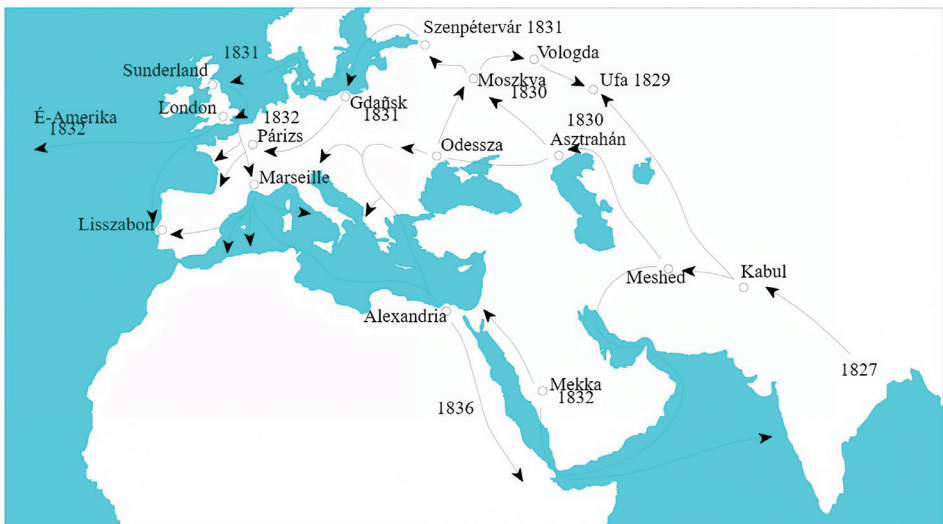 Szenpétervár 1831
1831
Vologda
Sunderland
Moszkva
1830
Ufa 1829
London
Gdańsk
1831
É-Amerika
1832
1832
Párizs
1830
Asztrahán
Odessza
Marseille
Lisszabon
Meshed
Kabul
Alexandria
1827
Mekka
1832
1836